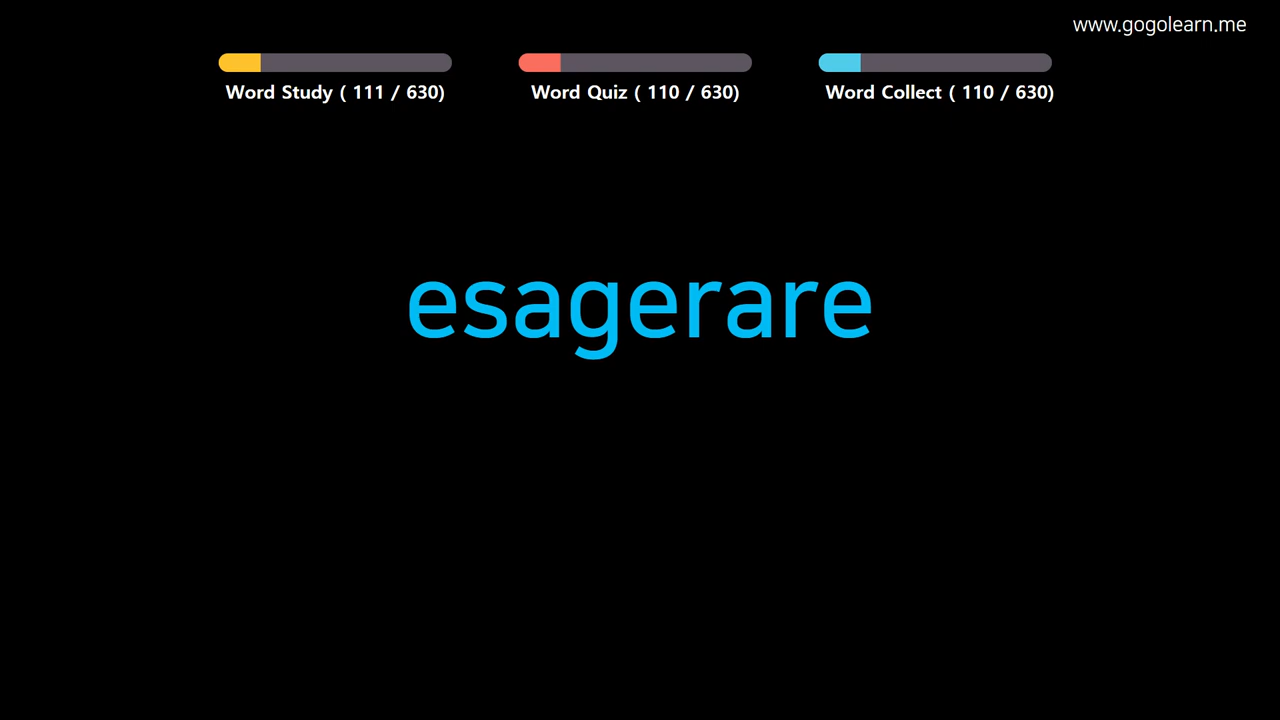 www.gogolearn.me
Word Study ( 111 / 630)
Word Quiz ( 110 / 630)
Word Collect ( 110 / 630)
esagerare